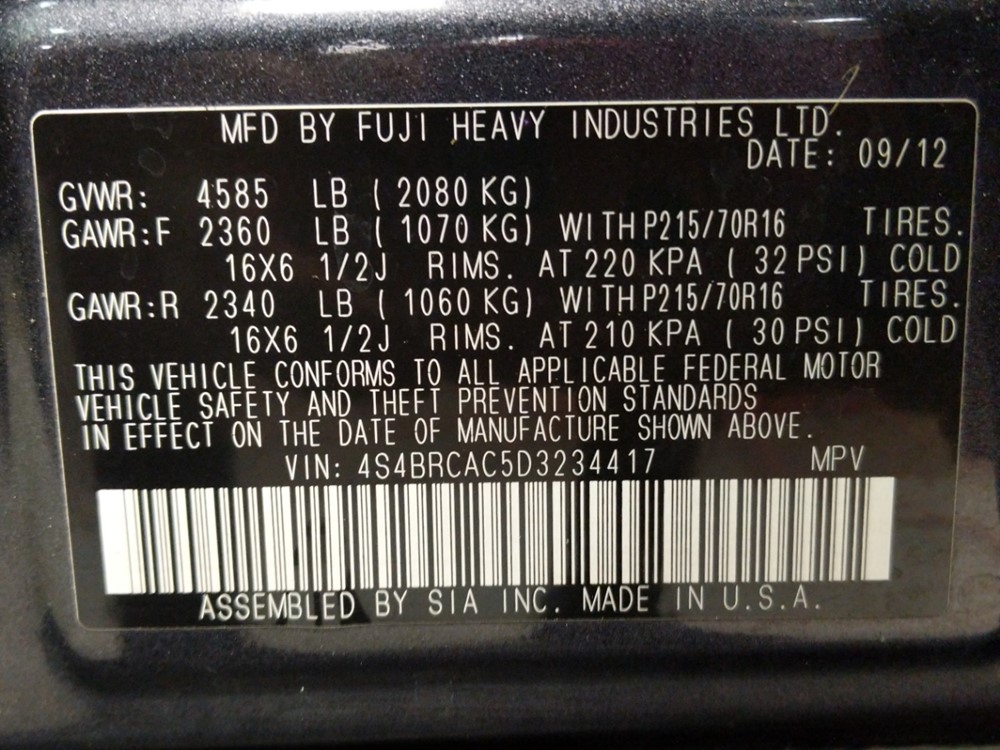 MFD BY FUJI HEAVY INDUSTRIES LTD.
DATE: 09/12
GVWR: 4585 LB ( 2080 KG)
GAWR:F 2360 LB ( 1070 KG) WITH P215/70R16 TIRES.
16X6 1/2J RIMS. AT 220 KPA ( 32 PSI) COLD
GAWR:R 2340 LB ( 1060 KG) WITH P215/70R16 TIRES.
16X6 1/2J RIMS. AT 210 KPA ( 30 PSI) COLD
THIS VEHICLE CONFORMS TO ALL APPLICABLE FEDERAL MOTOR
VEHICLE SAFETY AND THEFT PREVENTION STANDARDS
IN EFFECT ON THE DATE OF MANUFACTURE SHOWN ABOVE.
VIN: 4S4BRCAC5D3234417 MPV
ASSEMBLED BY SIA INC. MADE IN U.S.A.